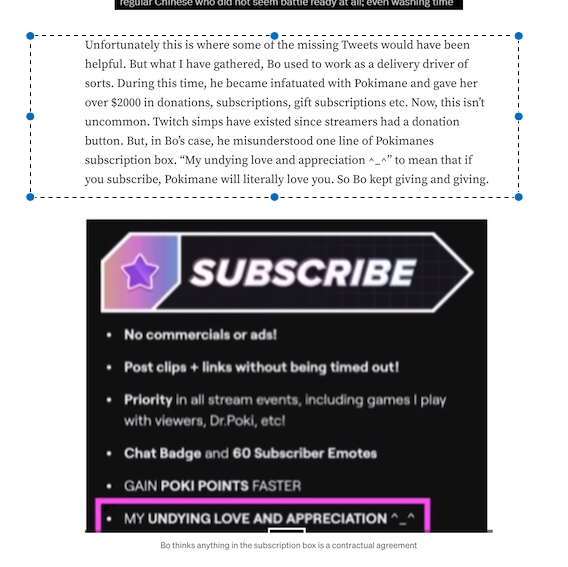 regular Chinese who did not seem battle ready at all; even washing time
Unfortunately this is where some of the missing Tweets would have been
helpful. But what I have gathered, Bo used to work as a delivery driver of
sorts. During this time, he became infatuated with Pokimane and gave her
over $2000 in donations, subscriptions, gift subscriptions etc. Now, this isn't
uncommon. Twitch simps have existed since streamers had a donation
button. But, in Bo's case, he misunderstood one line of Pokimanes
subscription box. “My undying love and appreciation ^_^” to mean that if
you subscribe, Pokimane will literally love you. So Bo kept giving and giving.
SUBSCRIBE
• No commercials or ads!
• Post clips + links without being timed out!
• Priority in all stream events, including games I play
with viewers, Dr.Poki, etc!
• Chat Badge and 60 Subscriber Emotes
• GAIN POKI POINTS FASTER
• MY UNDYING LOVE AND APPRECIATION ^_^
Bo thinks anything in the subscription box is a contractual agreement